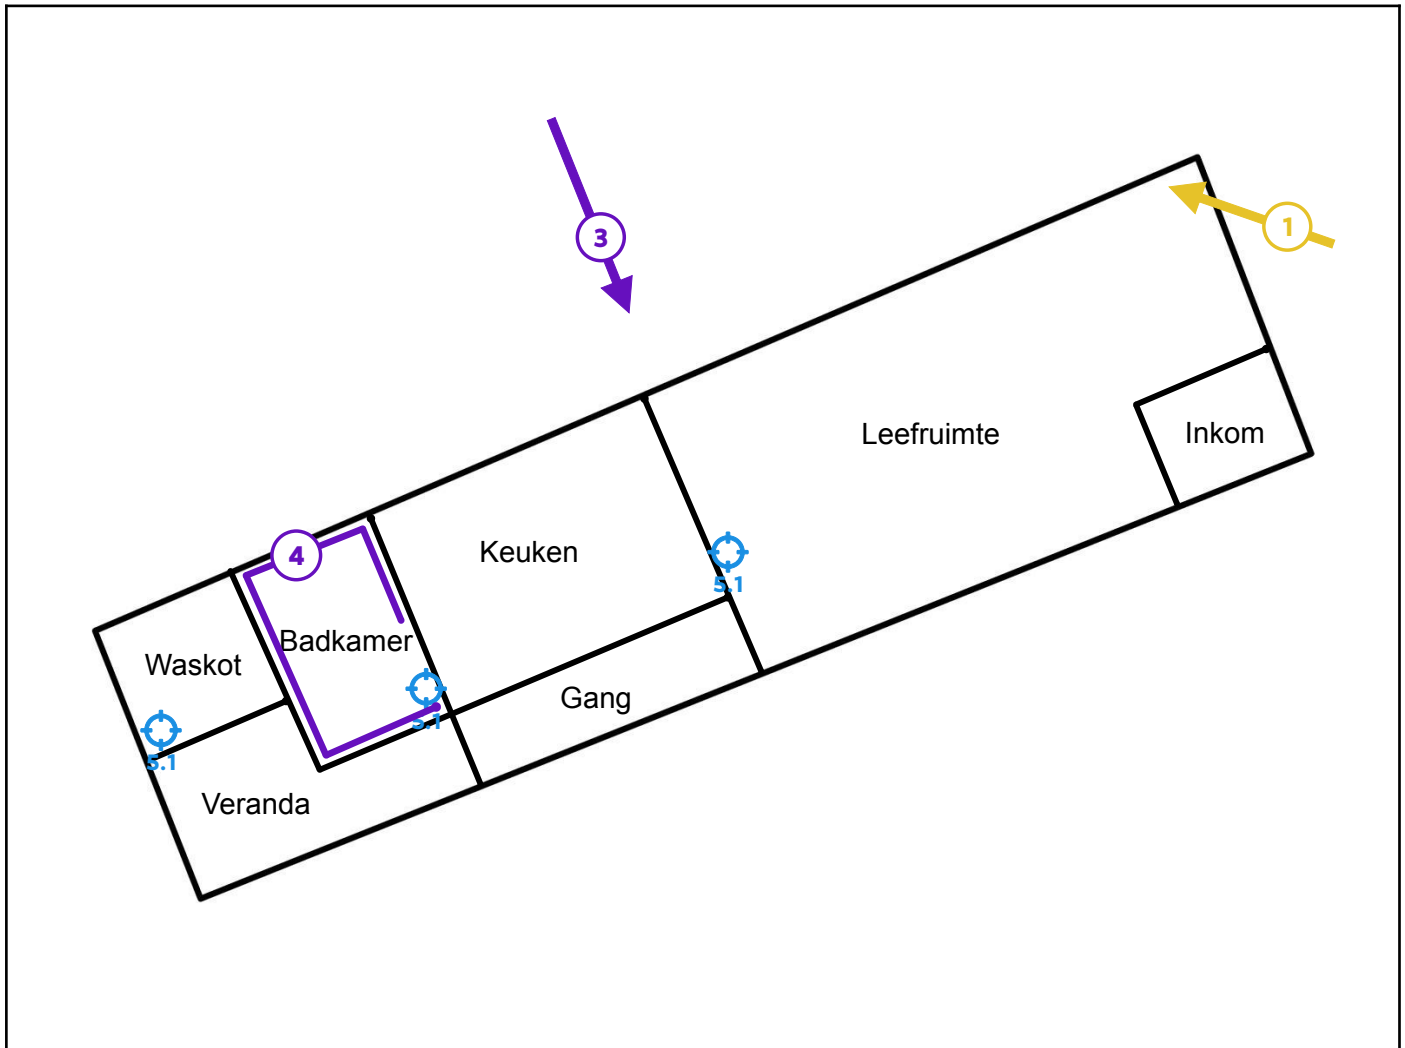 3
1
Leefruimte
Inkom
4
Keuken
5.1
Badkamer
Waskot
Gang
5.1
5.1
Veranda